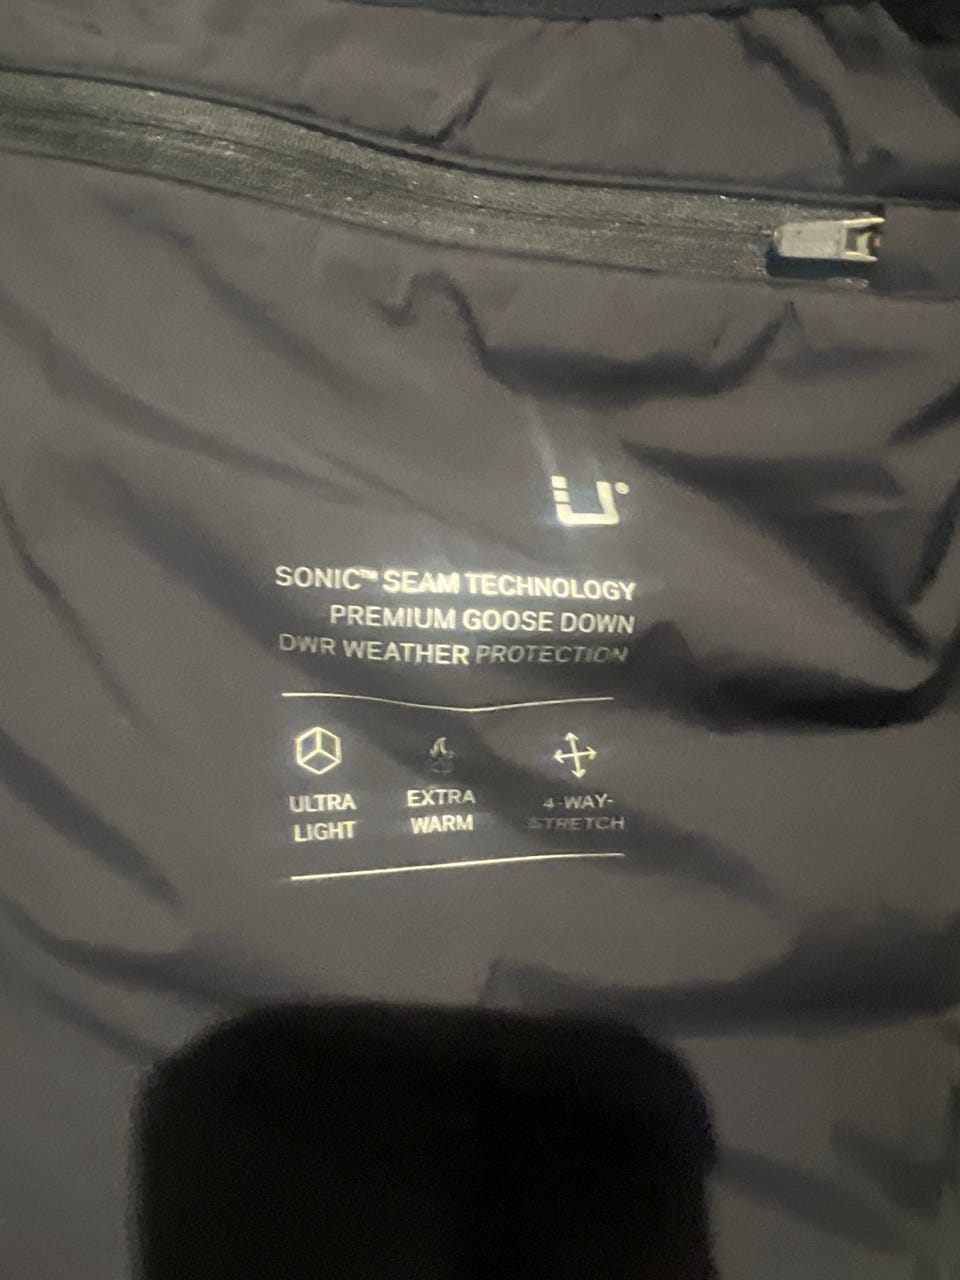 U®
SONIC™ SEAM TECHNOLOGY
PREMIUM GOOSE DOWN
DWR WEATHER PROTECTION
ULTRA LIGHT
EXTRA WARM
4-WAY-STRETCH